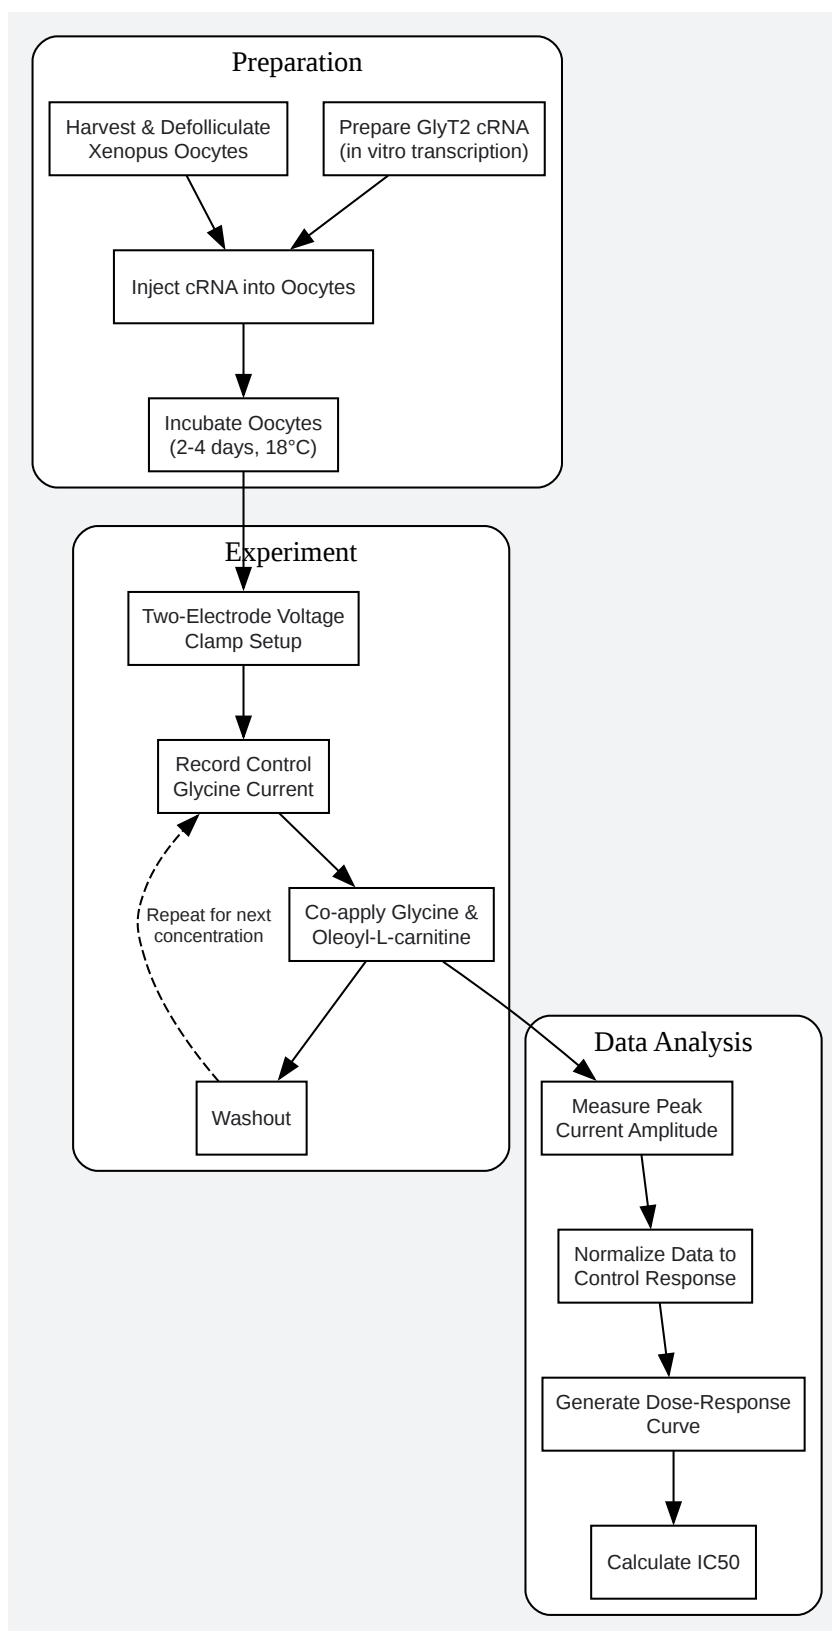 Preparation
Harvest & Defolliculate
Xenopus Oocytes
Prepare GlyT2 cRNA
(in vitro transcription)
Inject cRNA into Oocytes
Incubate Oocytes
(2-4 days, 18°C)
Experiment
Two-Electrode Voltage
Clamp Setup
Record Control
Glycine Current
Co-apply Glycine &
Oleoyl-L-carnitine
Repeat for next
concentration
Washout
Data Analysis
Measure Peak
Current Amplitude
Normalize Data to
Control Response
Generate Dose-Response
Curve
Calculate IC50